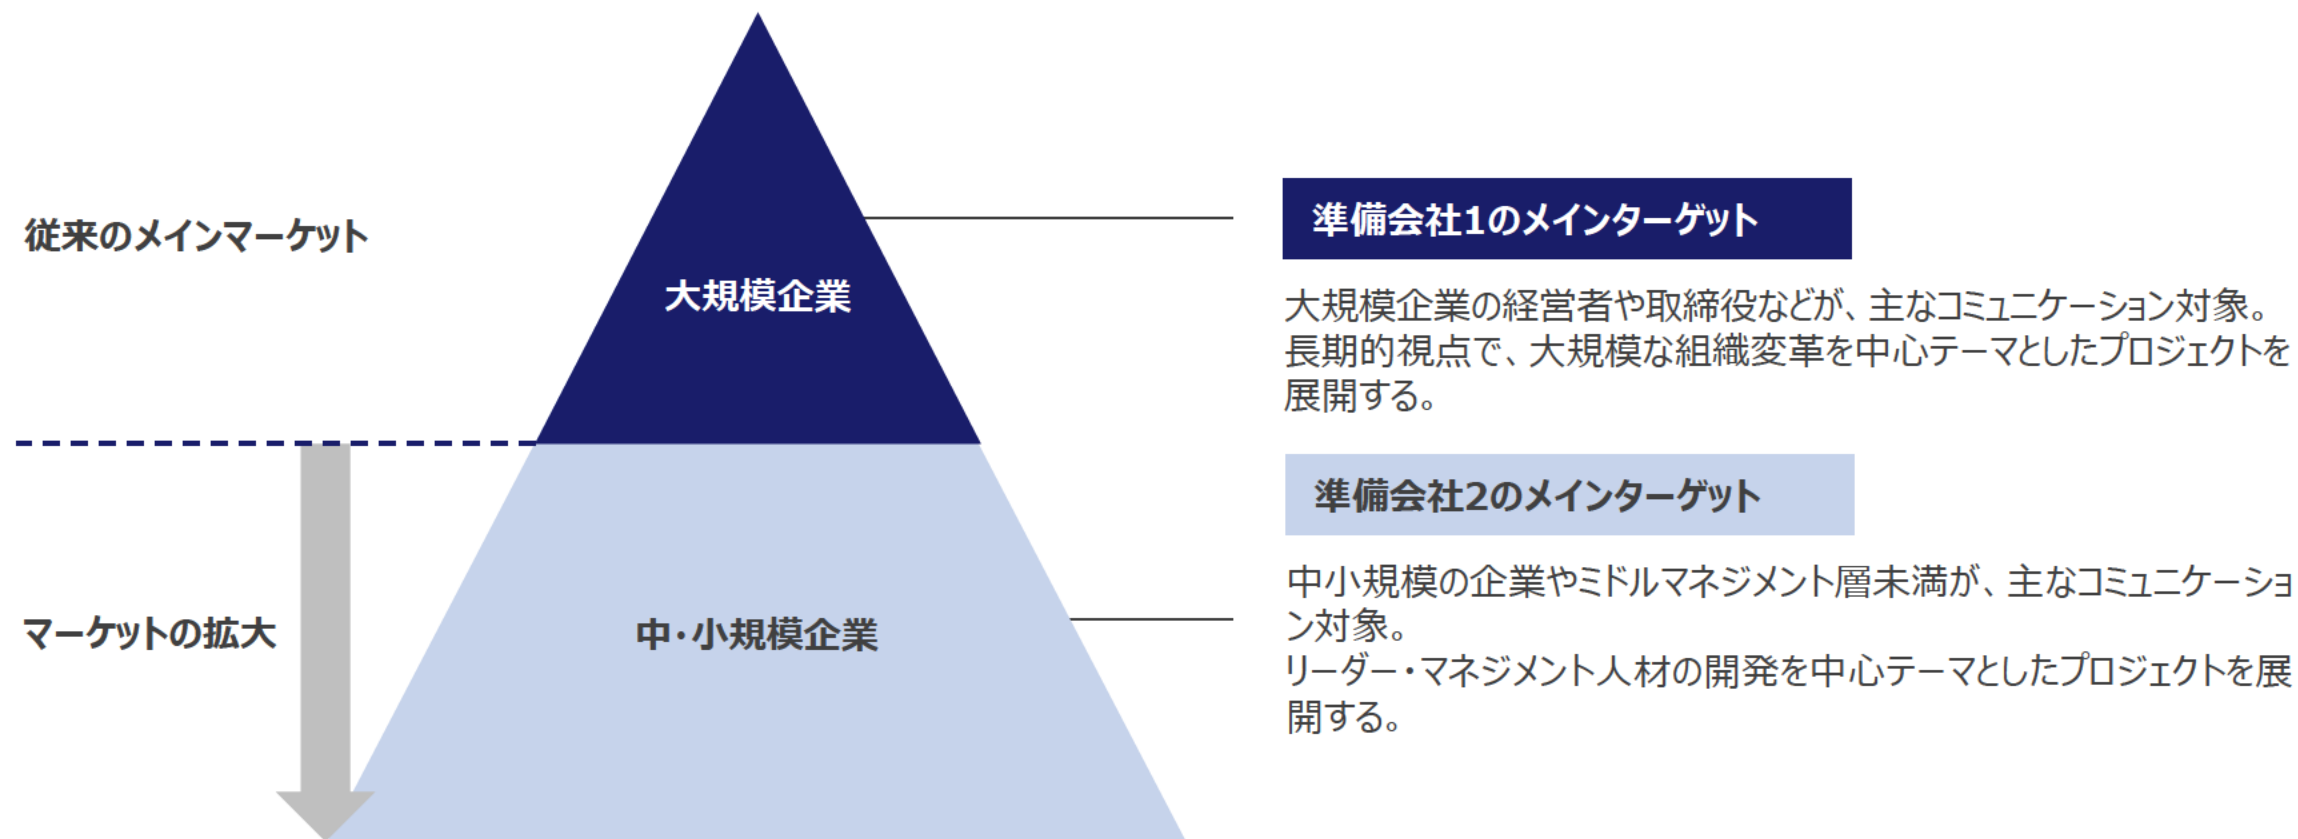 従来のメインマーケット
大規模企業
準備会社1のメインターゲット
大規模企業の経営者や取締役などが、主なコミュニケーション対象。
長期的視点で、大規模な組織変革を中心テーマとしたプロジェクトを
展開する。
マーケットの拡大
中・小規模企業
準備会社2のメインターゲット
中小規模の企業やミドルマネジメント層未満が、主なコミュニケーショ
ン対象。
リーダー・マネジメント人材の開発を中心テーマとしたプロジェクトを展
開する。